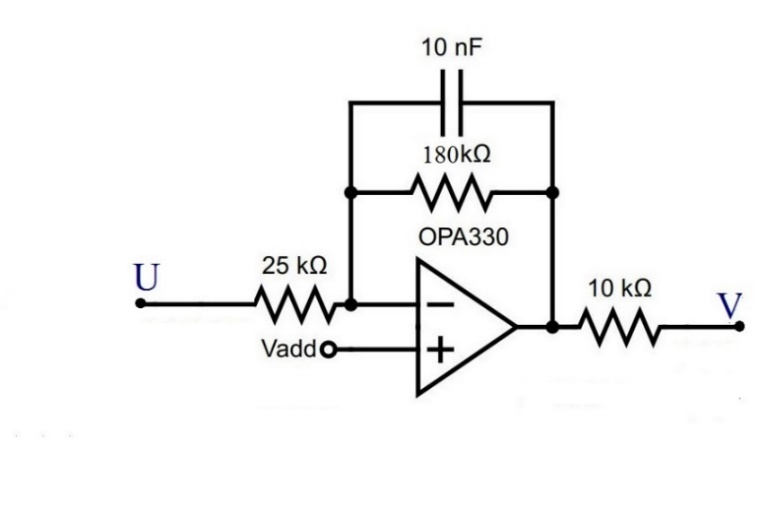 10 nF
180kΩ
OPA330
25 kΩ
U
10 kΩ
V
Vadd
−
+